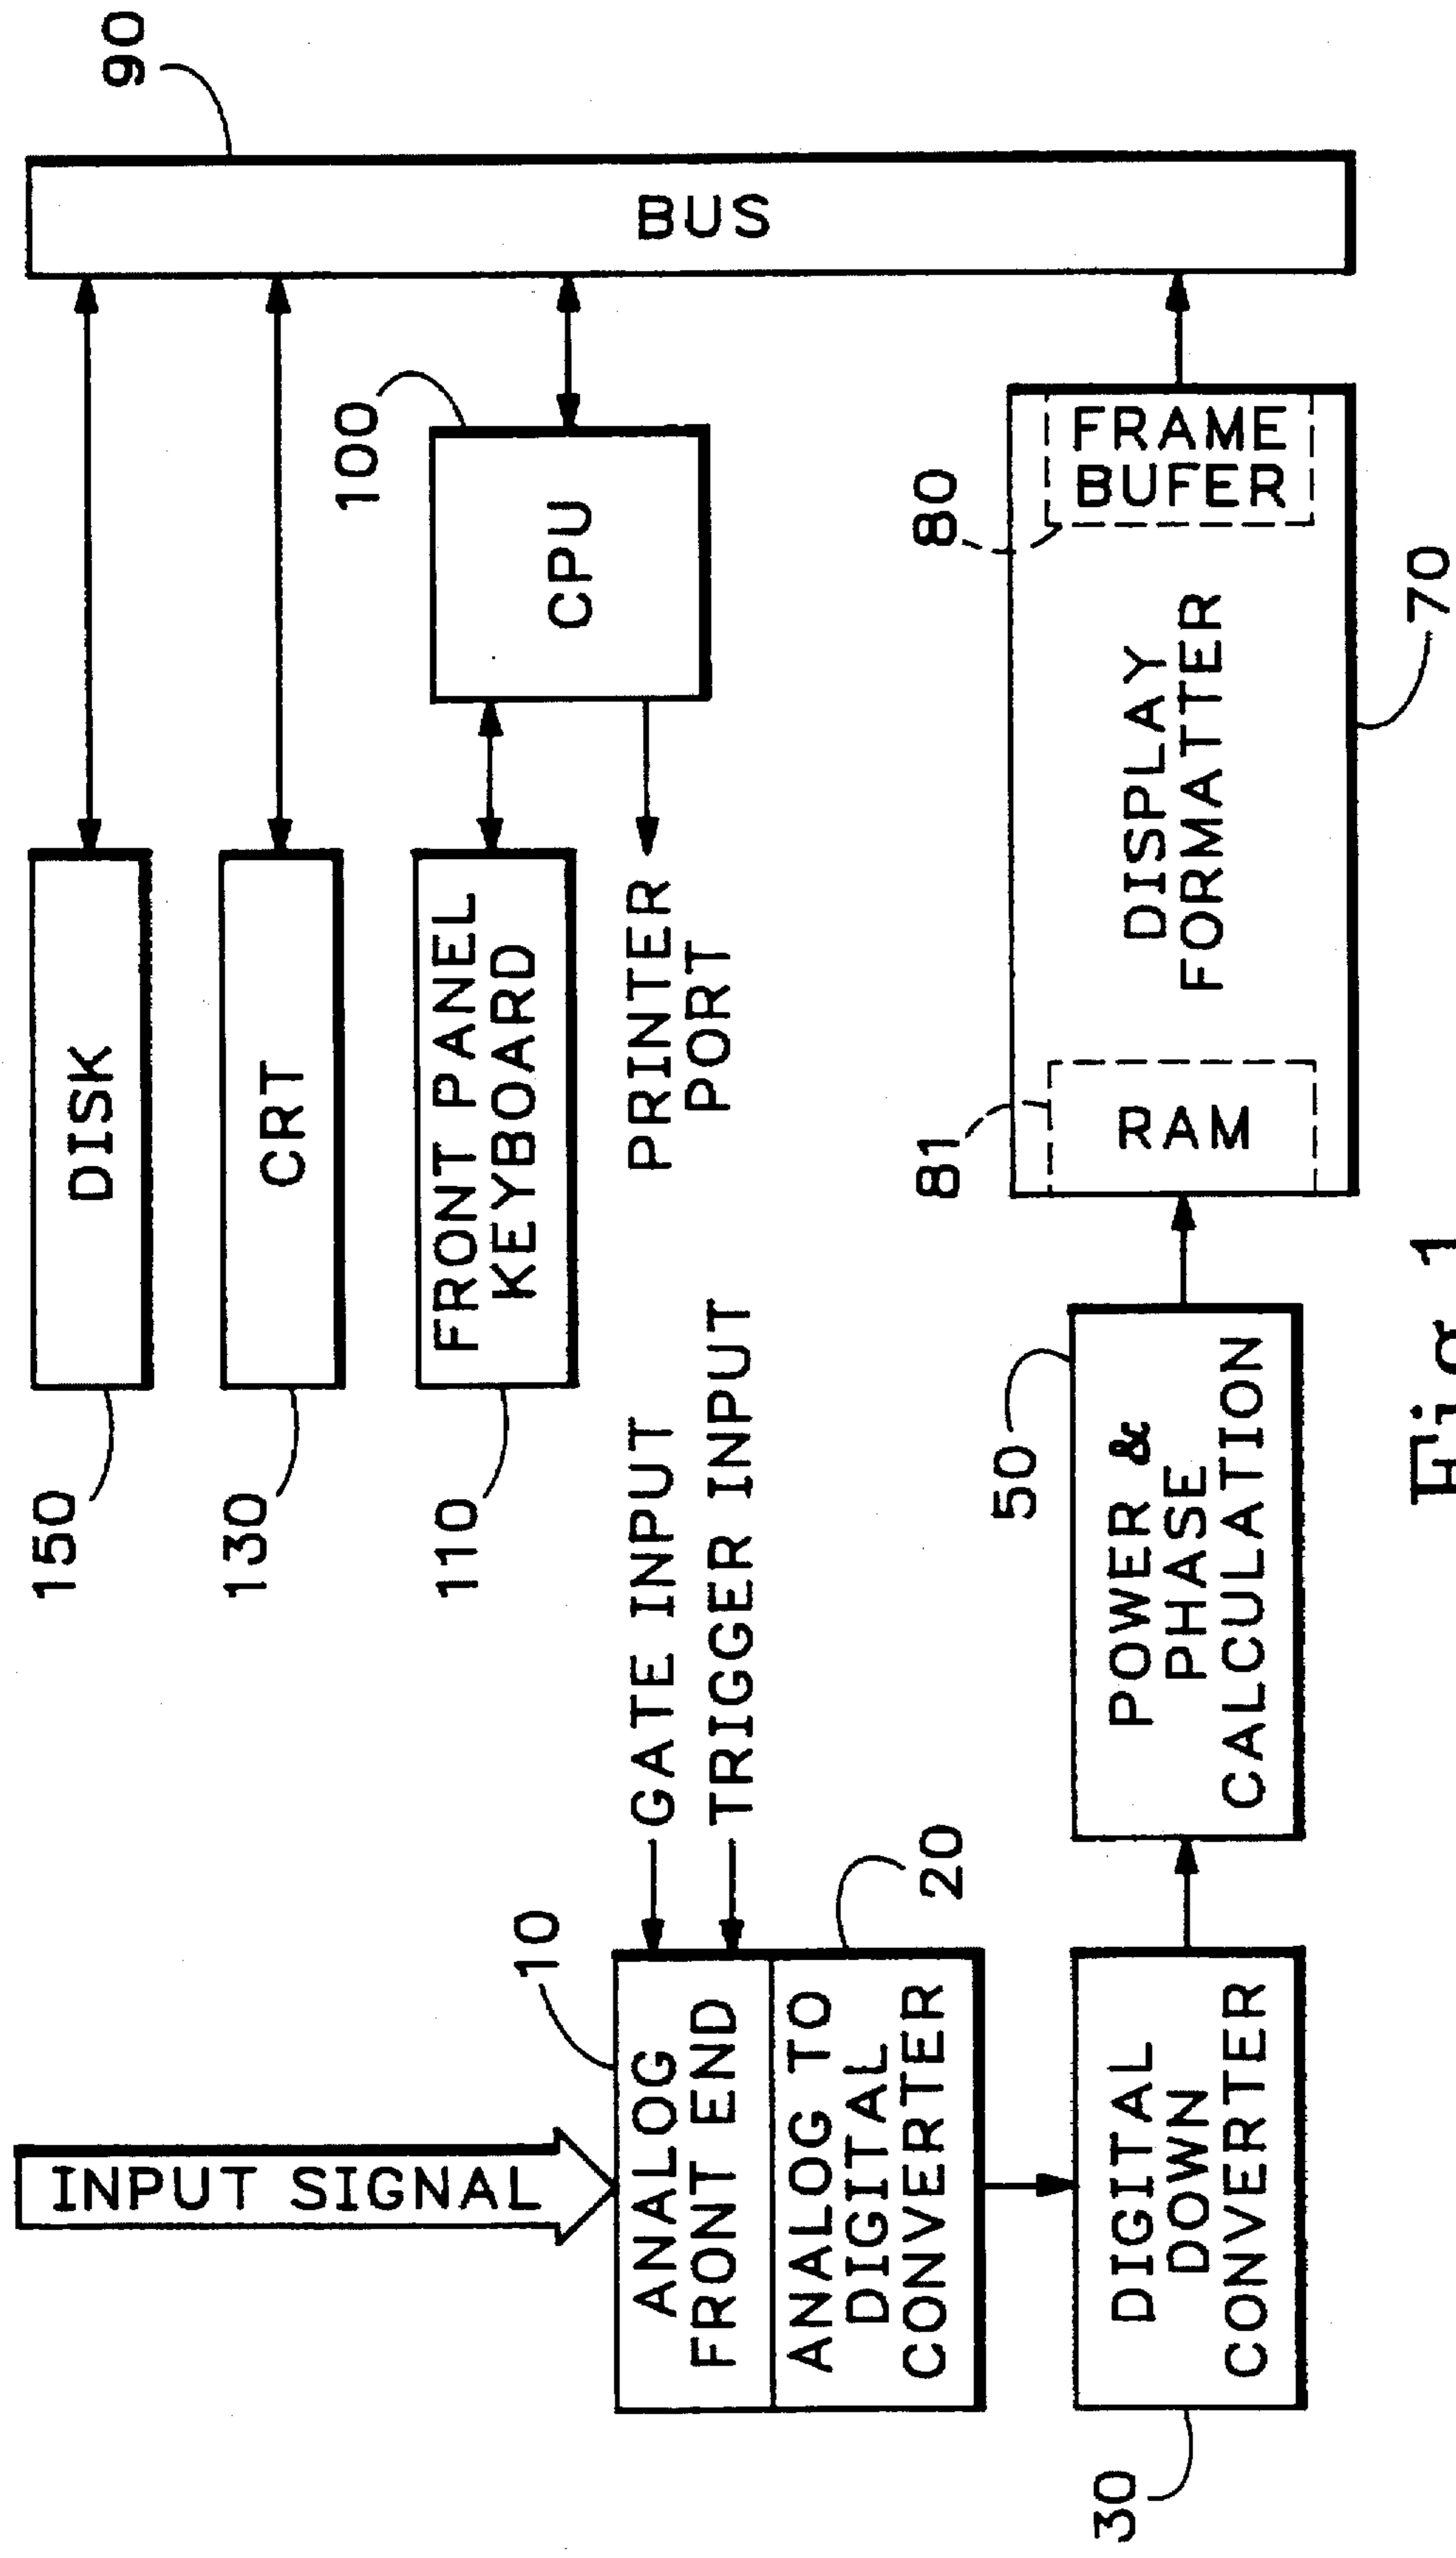 INPUT SIGNAL
10
ANALOG
FRONT END
GATE INPUT
TRIGGER INPUT
ANALOG TO
DIGITAL
CONVERTER
20
30
DIGITAL
DOWN
CONVERTER
50
POWER &
PHASE
CALCULATION
150
DISK
130
CRT
110
FRONT PANEL
KEYBOARD
PRINTER
PORT
100
CPU
90
BUS
81
RAM
DISPLAY
FORMATTER
80
FRAME
BUFER
70
Fig. 1